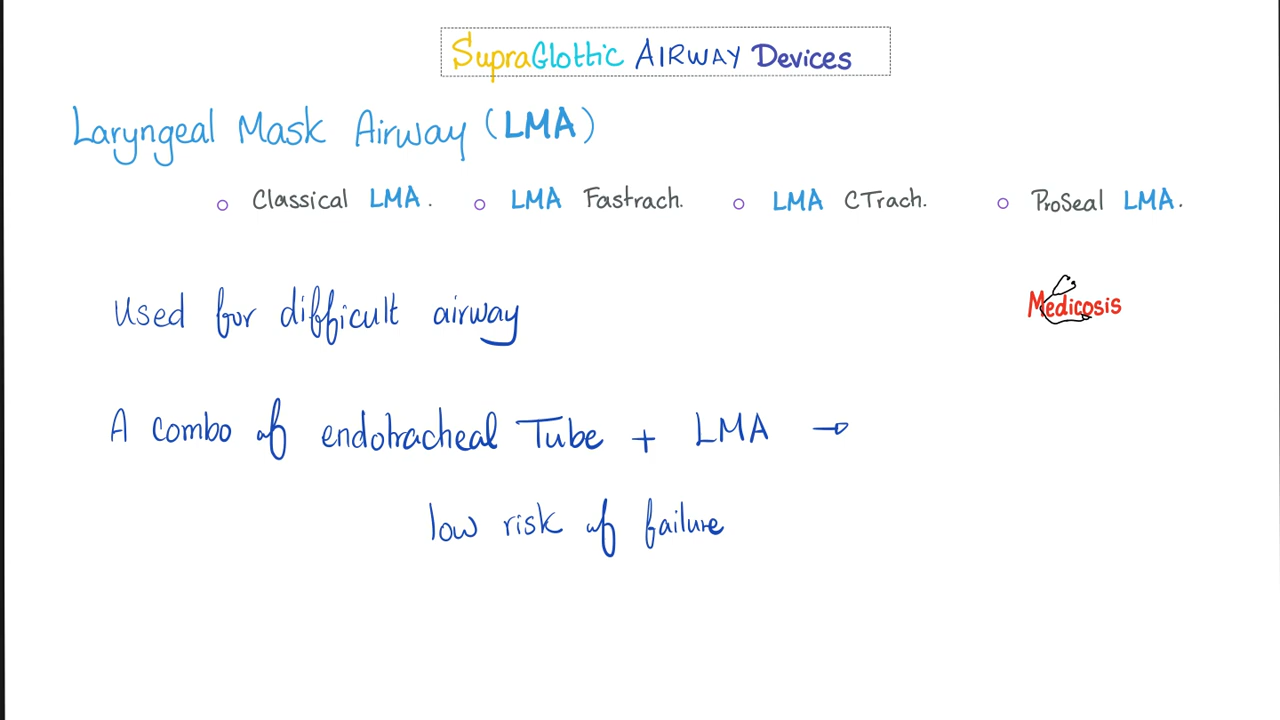 SupraGlottic AIRWAY Devices
Laryngeal Mask Airway (LMA)
○ Classical LMA. ○ LMA Fastrach. ○ LMA CTrach. ○ ProSeal LMA.
Used for difficult airway
Medicosis
A combo of endotracheal Tube + LMA →
low risk of failure